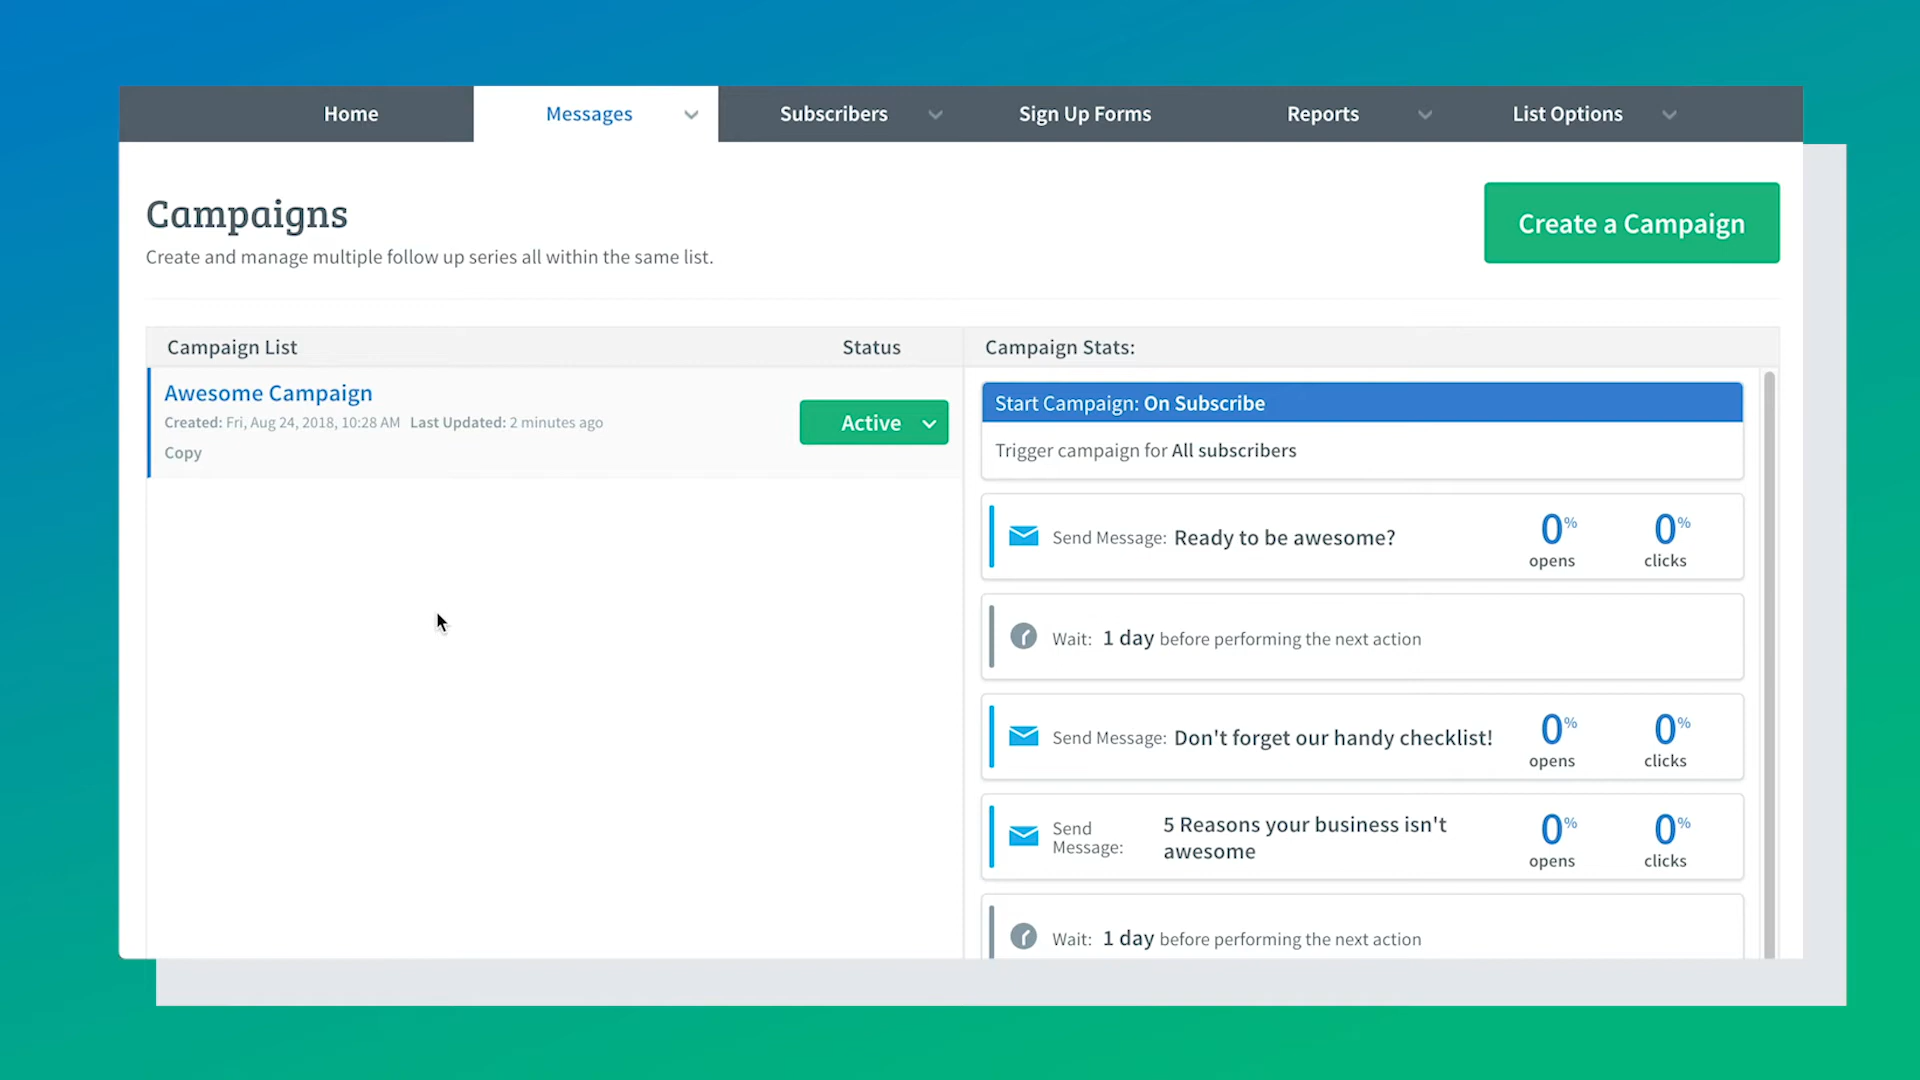 Home
Messages
Subscribers
Sign Up Forms
Reports
List Options
Campaigns
Create and manage multiple follow up series all within the same list.
Create a Campaign
Campaign List
Status
Awesome Campaign
Created: Fri, Aug 24, 2018, 10:28 AM Last Updated: 2 minutes ago
Copy
Active
Campaign Stats:
Start Campaign: On Subscribe
Trigger campaign for All subscribers
Send Message: Ready to be awesome?
0%
opens
0%
clicks
Wait: 1 day before performing the next action
Send Message: Don't forget our handy checklist!
0%
opens
0%
clicks
Send
Message:
5 Reasons your business isn't
awesome
0%
opens
0%
clicks
Wait: 1 day before performing the next action